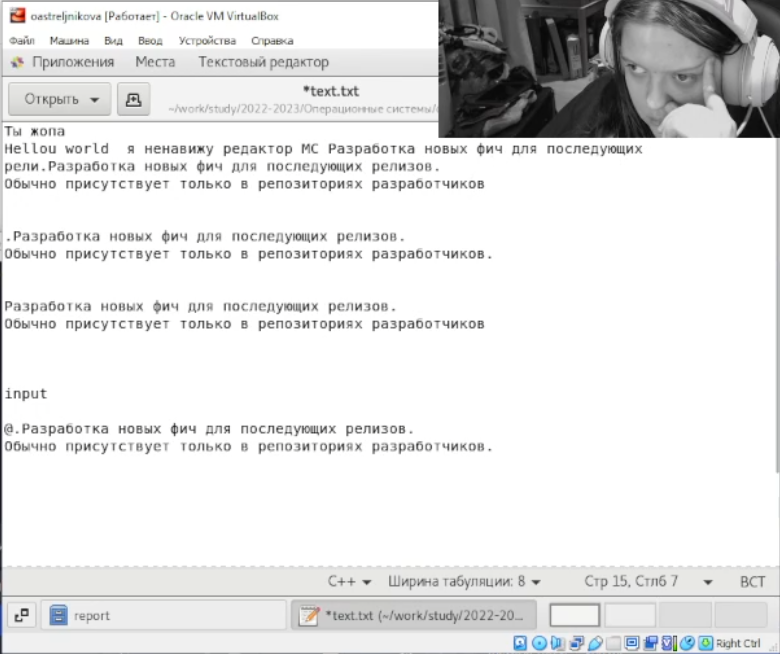 oastreljnikova [Работает] - Oracle VM VirtualBox
Файл Машина Вид Ввод Устройства Справка
Приложения Места Текстовый редактор
Открыть
*text.txt
~/work/study/2022-2023/Операционные системы/
Ты жопа
Hellou world я ненавижу редактор МС Разработка новых фич для последующих
рели.Разработка новых фич для последующих релизов.
Обычно присутствует только в репозиториях разработчиков
.Разработка новых фич для последующих релизов.
Обычно присутствует только в репозиториях разработчиков.
Разработка новых фич для последующих релизов.
Обычно присутствует только в репозиториях разработчиков
input
@.Разработка новых фич для последующих релизов.
Обычно присутствует только в репозиториях разработчиков.
C++ Ширина табуляции: 8 Стр 15, Стлб 7 ВСТ
report *text.txt (~/work/study/2022-20...
Right Ctrl